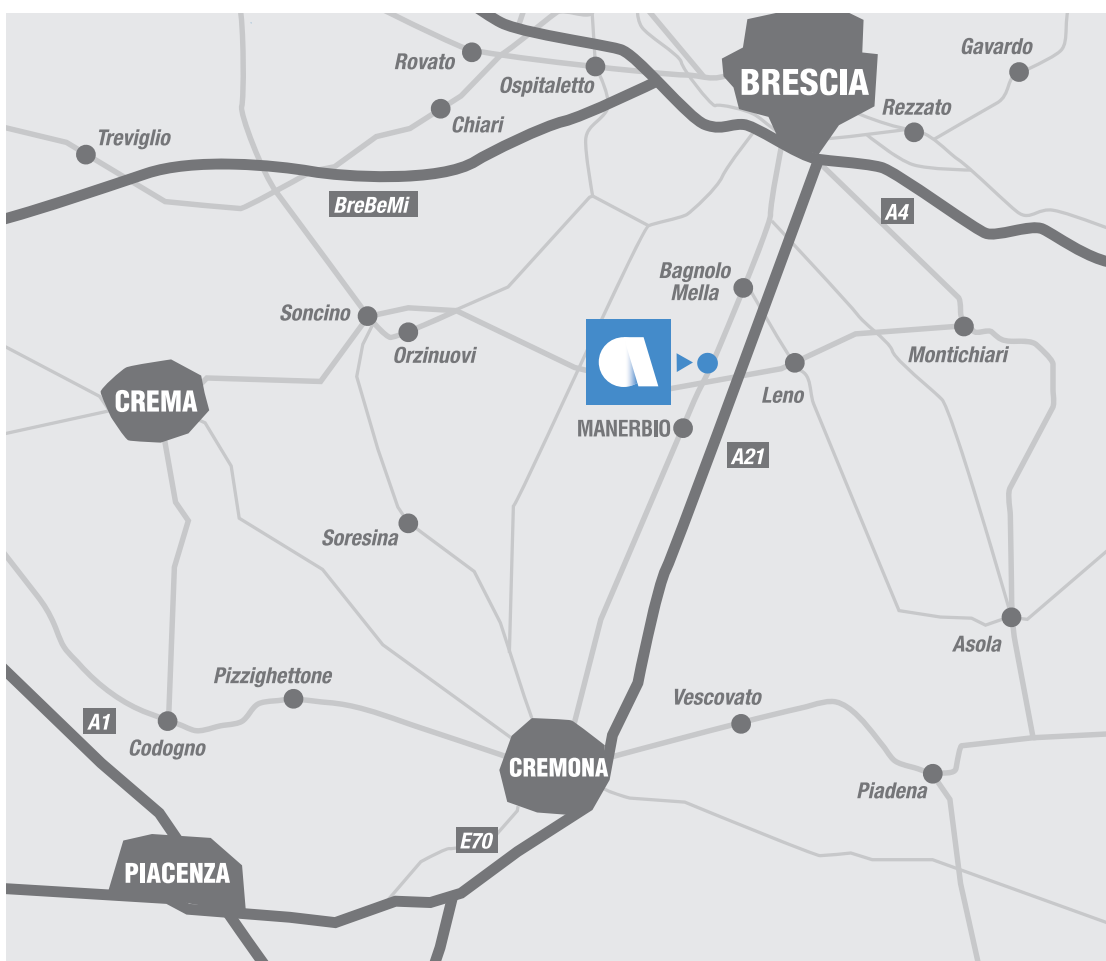 Gavardo
Rovato
BRESCIA
Ospitaletto
Rezzato
Chiari
Treviglio
BreBeMi
A4
Bagnolo
Mella
Soncino
Orzinuovi
Montichiari
CREMA
Leno
MANERBIO
A21
Soresina
Asola
Pizzighettone
Vescovato
A1
Codogno
CREMONA
Piadena
E70
PIACENZA